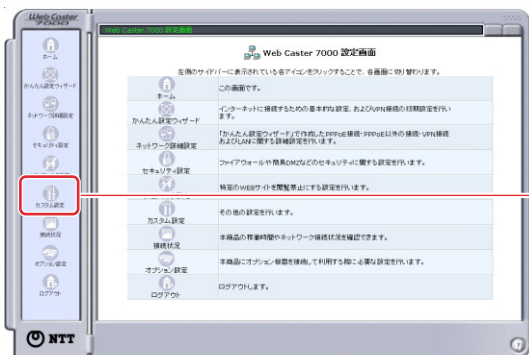 Web Caster
7000
Web Caster 7000 設定画面
ホーム
かんたん設定ウィザード
ネットワーク詳細設定
セキュリティ設定
カスタム設定
接続状況
オプション設定
ログアウト
NTT
Web Caster 7000 設定画面
左側のサイドバーに表示されている各アイコンをクリックすることで、各画面に切り替わります。
ホーム
この画面です。
かんたん設定ウィザード
インターネットに接続するための基本的な設定、およびVPN接続の初期設定を行います。
ネットワーク詳細設定
「かんたん設定ウィザード」で作成したPPPoE接続・PPPoE以外の接続・VPN接続
およびLANに関する詳細設定を行います。
セキュリティ設定
ファイアウォールや簡易DMZなどのセキュリティに関する設定を行います。
特定のWEBサイトを閲覧禁止にする設定を行います。
カスタム設定
その他の設定を行います。
接続状況
本商品の稼働時間やネットワーク接続状況を確認できます。
オプション設定
本商品にオプション機器を接続して利用する際に必要な設定を行います。
ログアウト
ログアウトします。